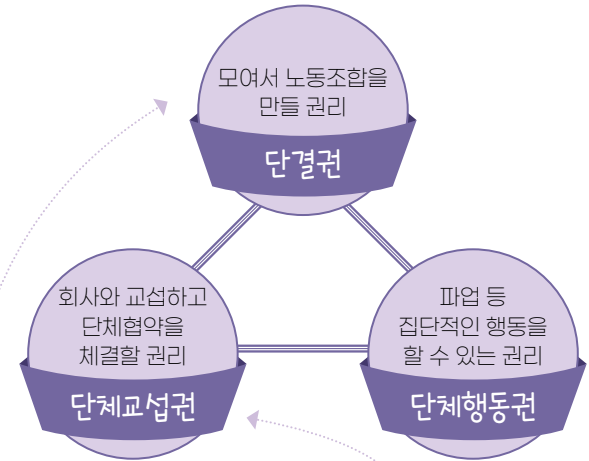 모여서 노동조합을
만들 권리
단결권
회사와 교섭하고
단체협약을
체결할 권리
단체교섭권
파업 등
집단적인 행동을
할 수 있는 권리
단체행동권